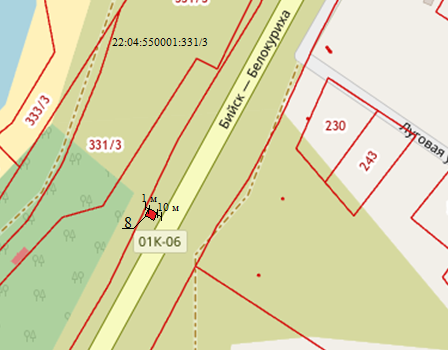 331/3
22:04:550001:331/3
Бийск — Белокуриха
333/3
331/3
230
243
Луговая у
1 м
10 м
8
01К-06